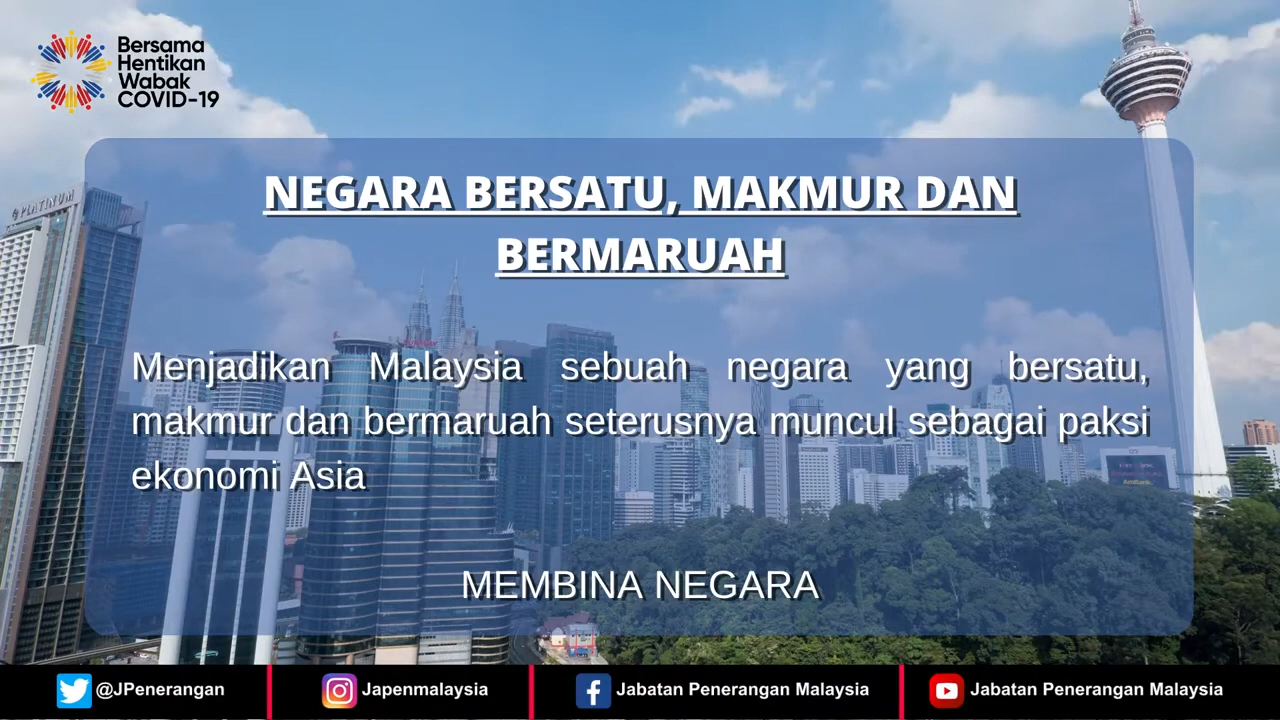 Bersama
Hentikan
Wabak
COVID-19
PLATINUM
NEGARA BERSATU, MAKMUR DAN
BERMARUAH
Menjadikan Malaysia sebuah negara yang bersatu,
makmur dan bermaruah seterusnya muncul sebagai paksi
ekonomi Asia
MEMBINA NEGARA
@JPenerangan
Japenmalaysia
Jabatan Penerangan Malaysia
Jabatan Penerangan Malaysia